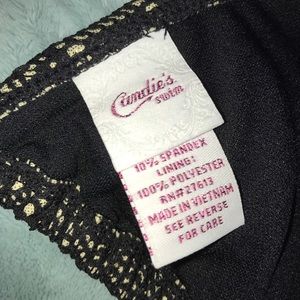 Candie's
swim
10% SPANDEX
LINING:
100% POLYESTER
RN#27613
MADE IN VIETNAM
SEE REVERSE
FOR CARE